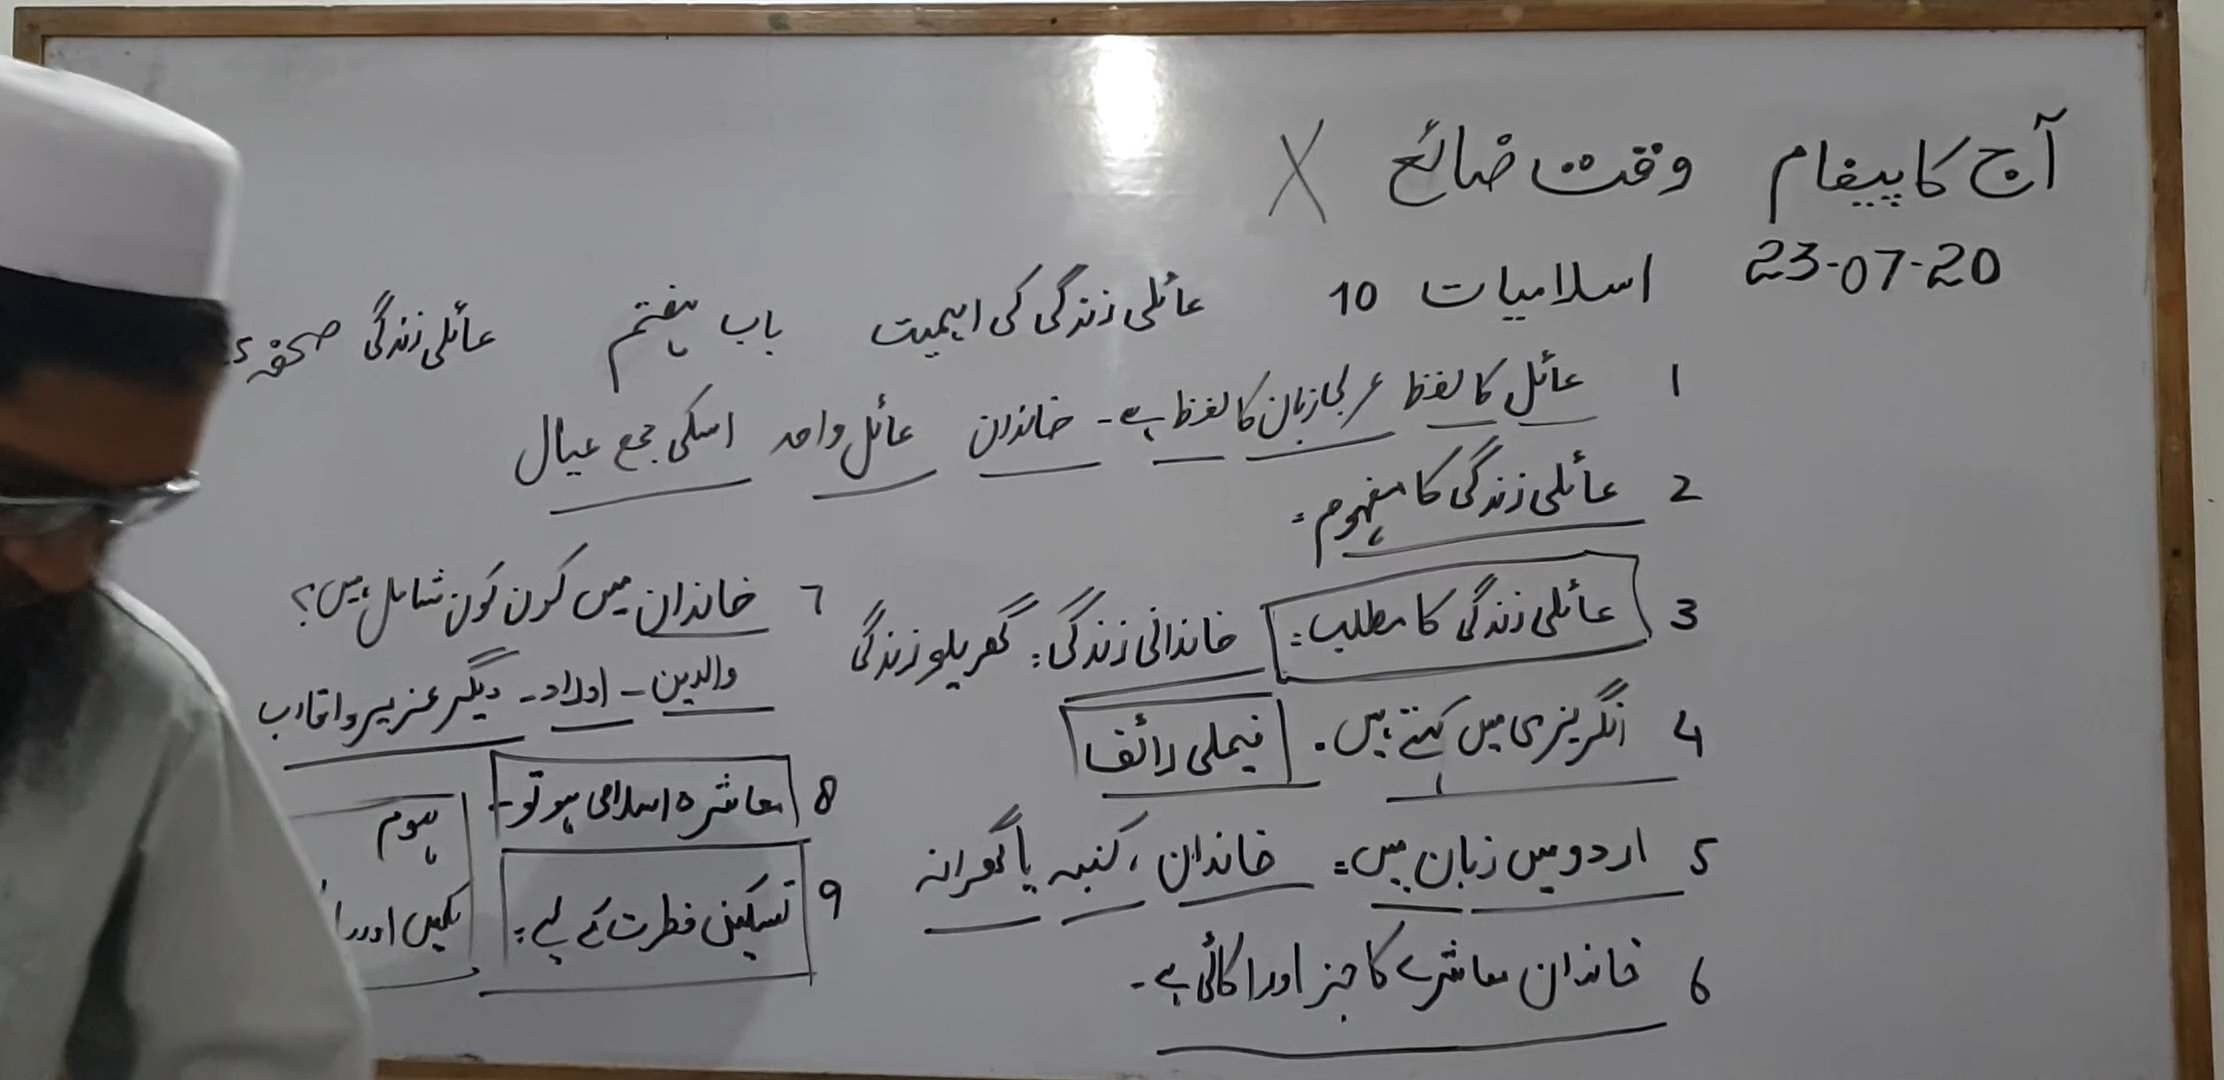 آج کا پیغام وقت ضائع X
23-07-20 اسلامیات 10 عائلی زندگی کی اہمیت باب ہفتم عائلی زندگی صحفہ
1 عائل کا لفظ عربی زبان کا لفظ ہے۔ خاندان عائل واحد اسکی جمع عیال
2 عائلی زندگی کا مفہوم:
3 عائلی زندگی کا مطلب: خاندانی زندگی: گھریلو زندگی
4 انگریزی میں کہتے ہیں۔ فیملی لائف
5 اردو میں زبان میں: خاندان، کنبہ یا گھرانہ
6 خاندان معاشرے کا جز اور اکائی ہے۔
7 خاندان میں کون کون شامل ہیں؟
والدین - اولاد - دیگر عزیز و اقارب
8 معاشرہ اسلامی ہو تو- ہوم
9 تسکین فطرت کے لیے: